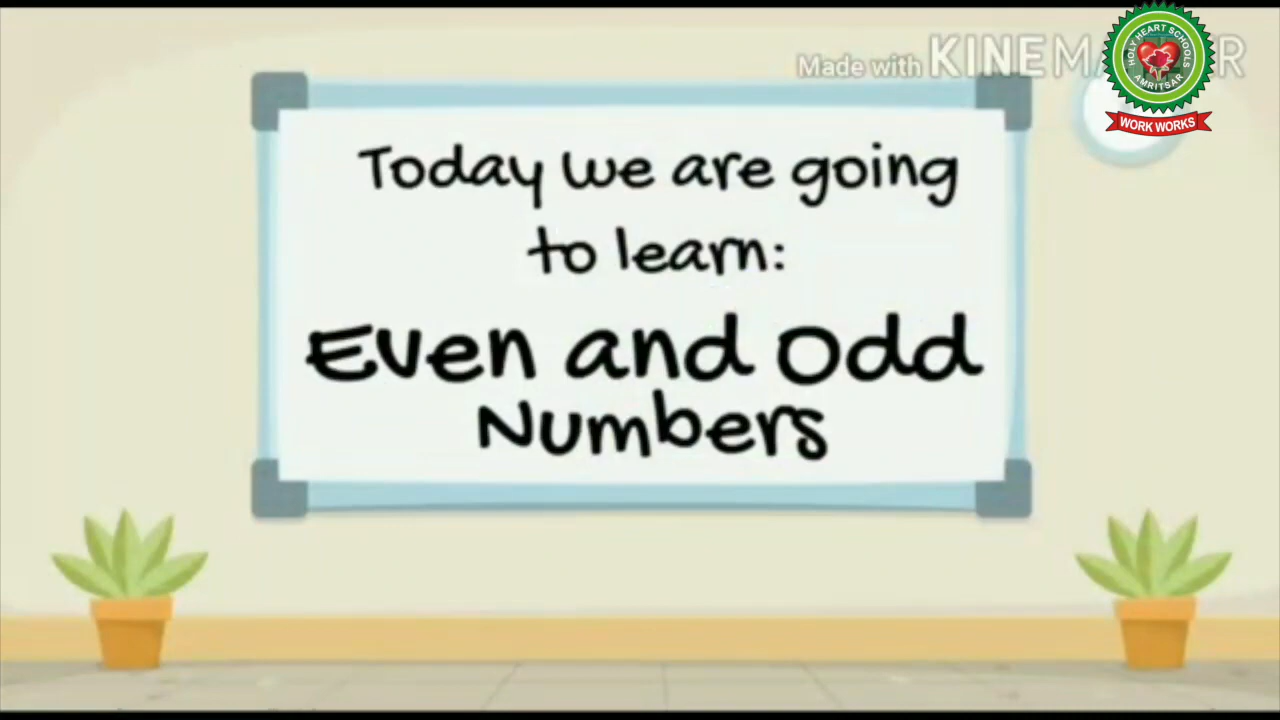 Made with KINEMASTER
HOLY HEART SCHOOLS
AMRITSAR
WORK WORKS
Today we are going
to learn:
Even and Odd
Numbers